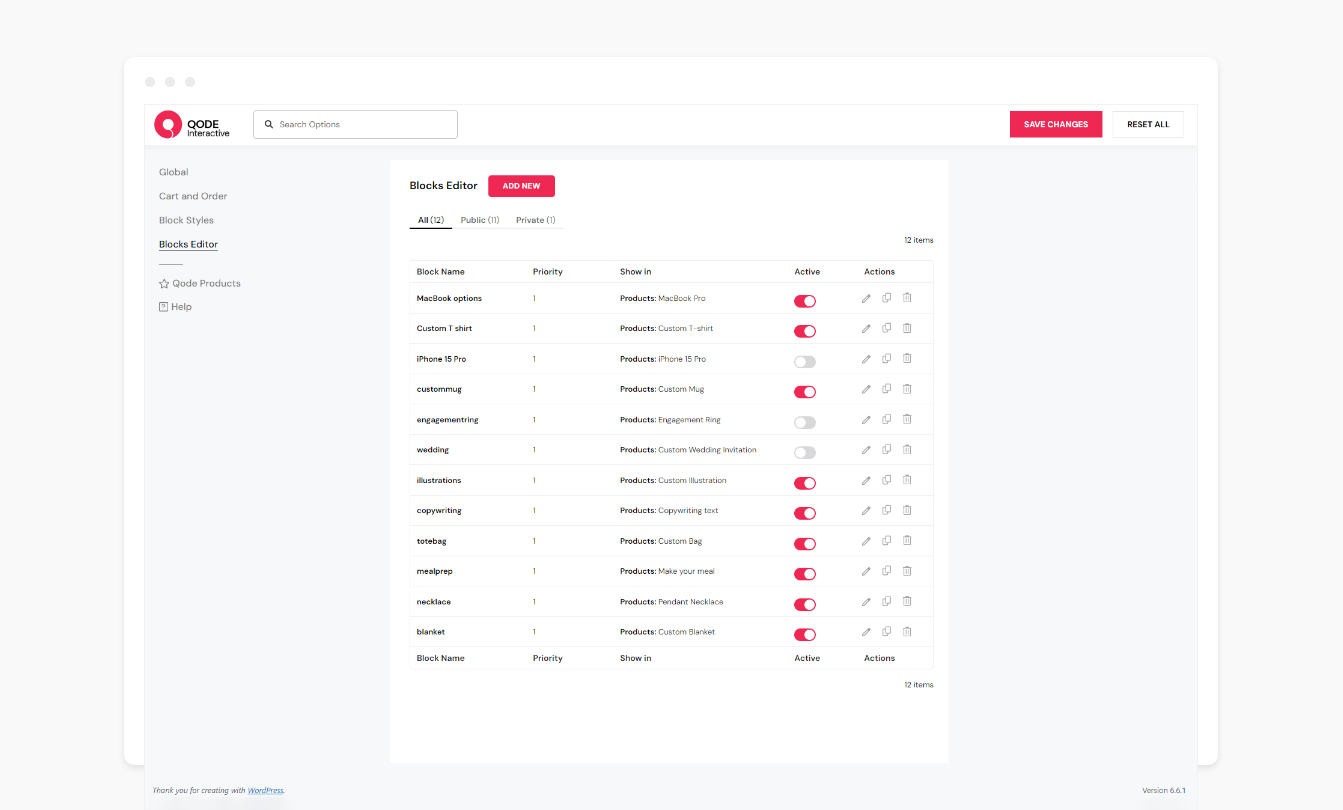 QODE
Interactive
Search Options
SAVE CHANGES
RESET ALL
Global
Cart and Order
Block Styles
Blocks Editor
Qode Products
Help
Blocks Editor
ADD NEW
All (12) Public (11) Private (1)
12 items
Block Name Priority Show in Active Actions
MacBook options 1 Products: MacBook Pro
Custom T shirt 1 Products: Custom T-shirt
iPhone 15 Pro 1 Products: iPhone 15 Pro
custommug 1 Products: Custom Mug
engagementring 1 Products: Engagement Ring
wedding 1 Products: Custom Wedding Invitation
illustrations 1 Products: Custom Illustration
copywriting 1 Products: Copywriting text
totebag 1 Products: Custom Bag
mealprep 1 Products: Make your meal
necklace 1 Products: Pendant Necklace
blanket 1 Products: Custom Blanket
Block Name Priority Show in Active Actions
12 items
Thank you for creating with WordPress.
Version 6.6.1